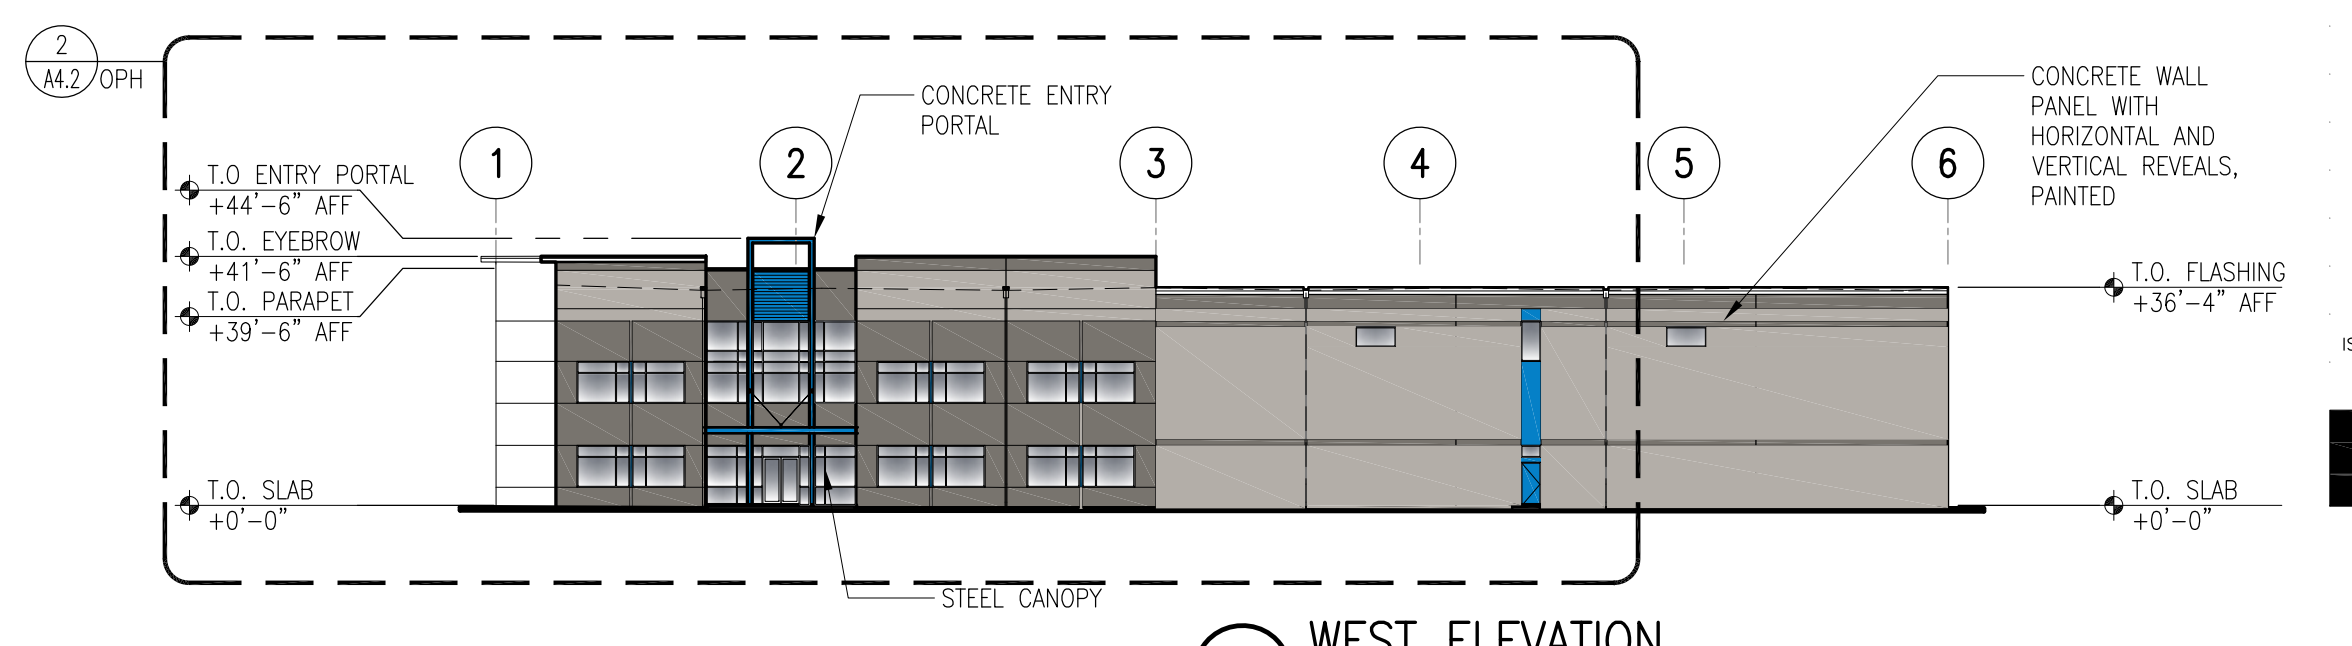 2
A4.2 OPH
CONCRETE ENTRY
PORTAL
CONCRETE WALL
PANEL WITH
HORIZONTAL AND
VERTICAL REVEALS,
PAINTED
1 2 3 4 5 6
T.O ENTRY PORTAL
+44'-6" AFF
T.O. EYEBROW
+41'-6" AFF
T.O. PARAPET
+39'-6" AFF
T.O. FLASHING
+36'-4" AFF
T.O. SLAB
+0'-0"
T.O. SLAB
+0'-0"
STEEL CANOPY
WEST ELEVATION